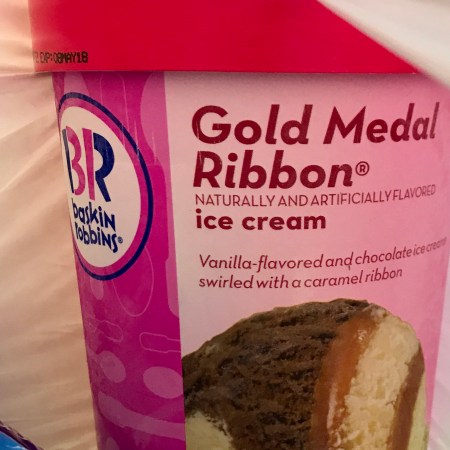 DP:08MAY18
BR
baskin
robbins®
Gold Medal
Ribbon®
NATURALLY AND ARTIFICIALLY FLAVORED
ice cream
Vanilla-flavored and chocolate ice cream
swirled with a caramel ribbon